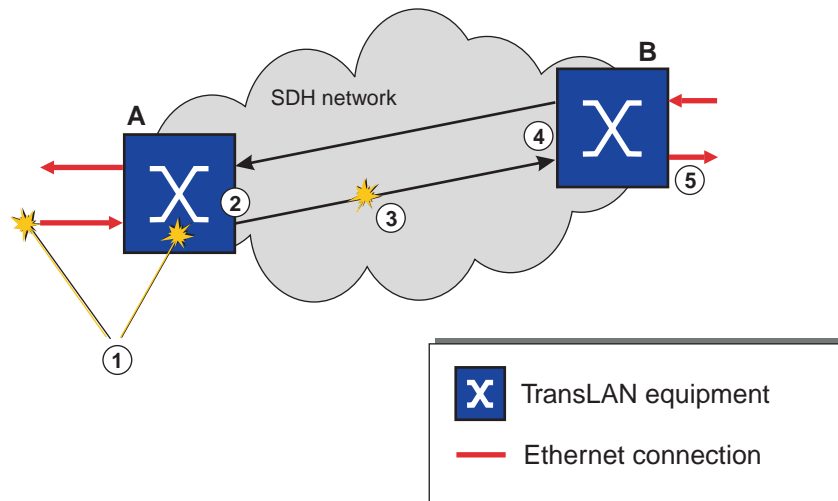 B
SDH network
A
4
5
2
3
1
TransLAN equipment
Ethernet connection